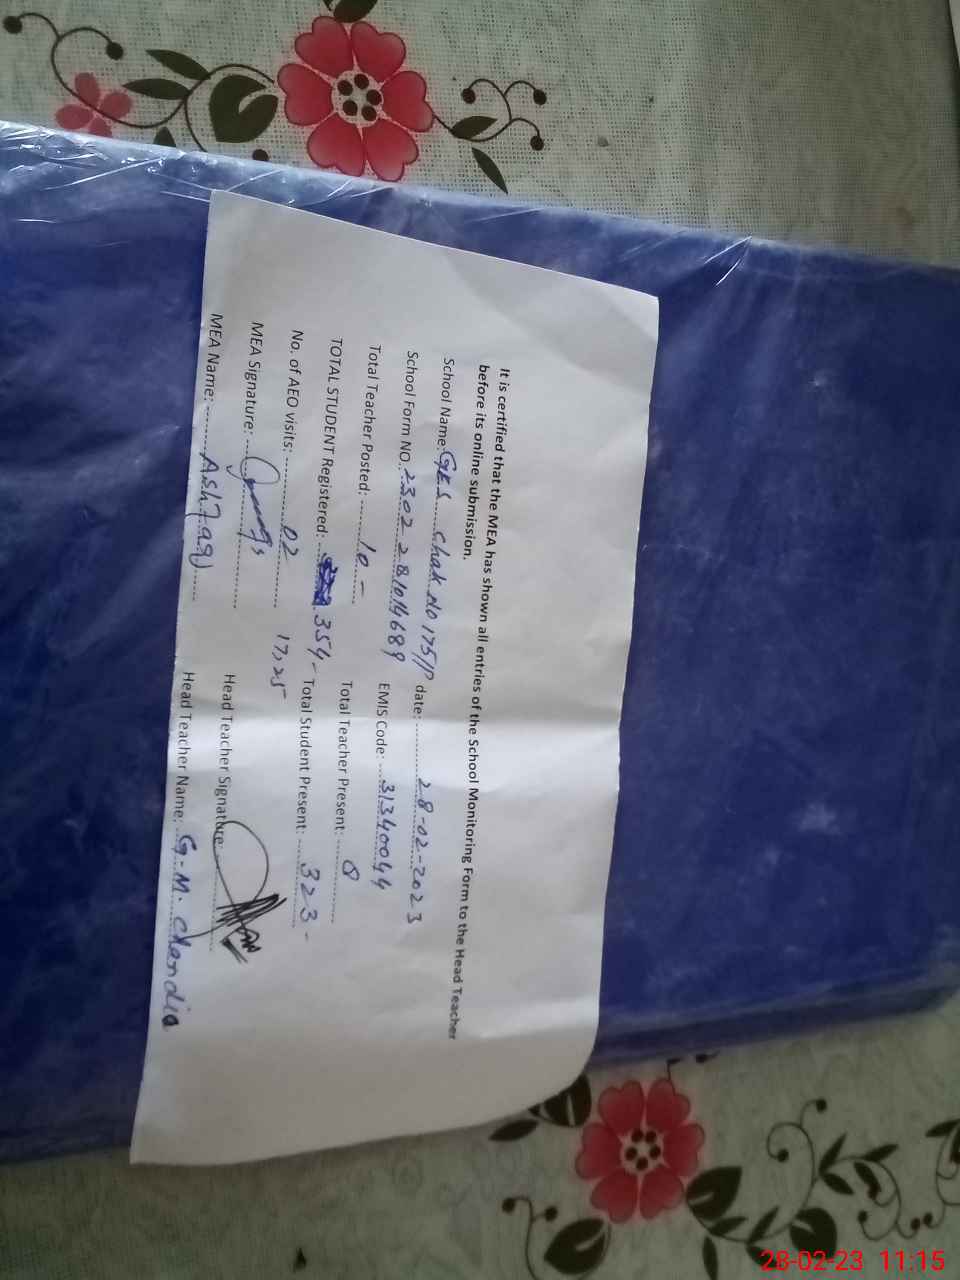 It is certified that the MEA has shown all entries of the School Monitoring Form to the Head Teacher
before its online submission.
School Name: GES chak No 175/P date: 28-02-2023
School Form NO. 2302 281014689 EMIS Code: 31340044
Total Teacher Posted: 10 - Total Teacher Present: 8
TOTAL STUDENT Registered: 354 - Total Student Present: 323 -
No. of AEO visits: 02 17,25
MEA Signature: Head Teacher Signature:
MEA Name: Ashfaq Head Teacher Name: G.M. Chandia
28-02-23 11:15